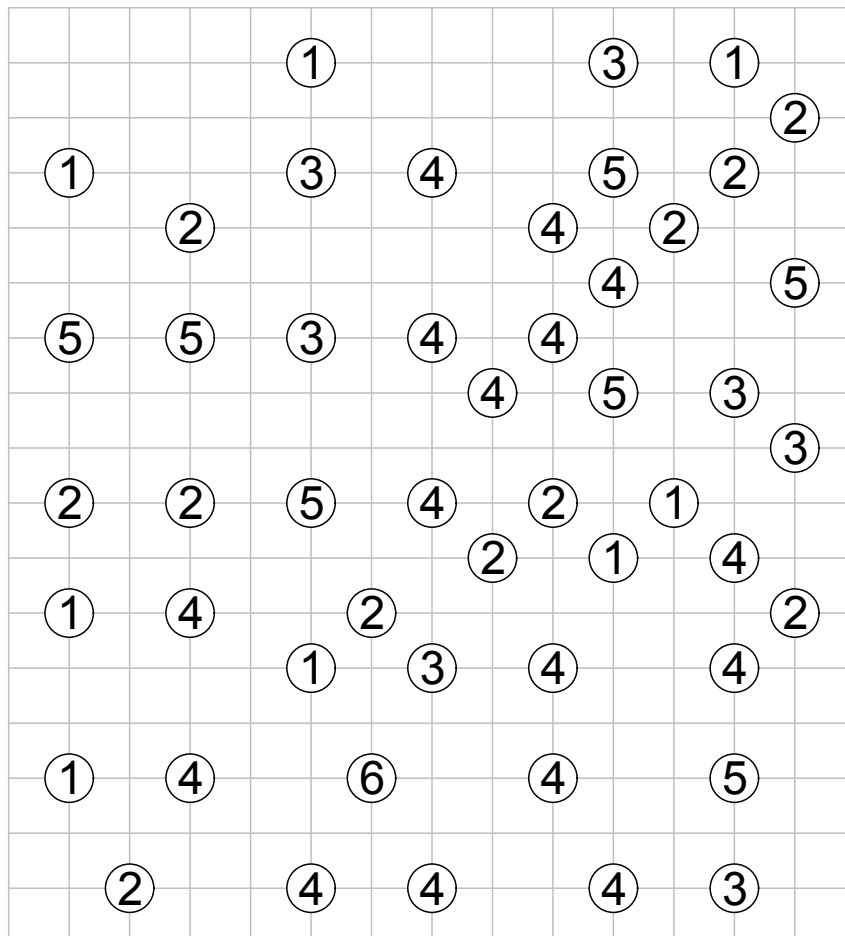 1 3 1
2
1 3 4 5 2
2 4 2
4 5
5 5 3 4 4
4 5 3
3
2 2 5 4 2 1
2 1 4
1 4 2 2
1 3 4 4
1 4 6 4 5
2 4 4 4 3